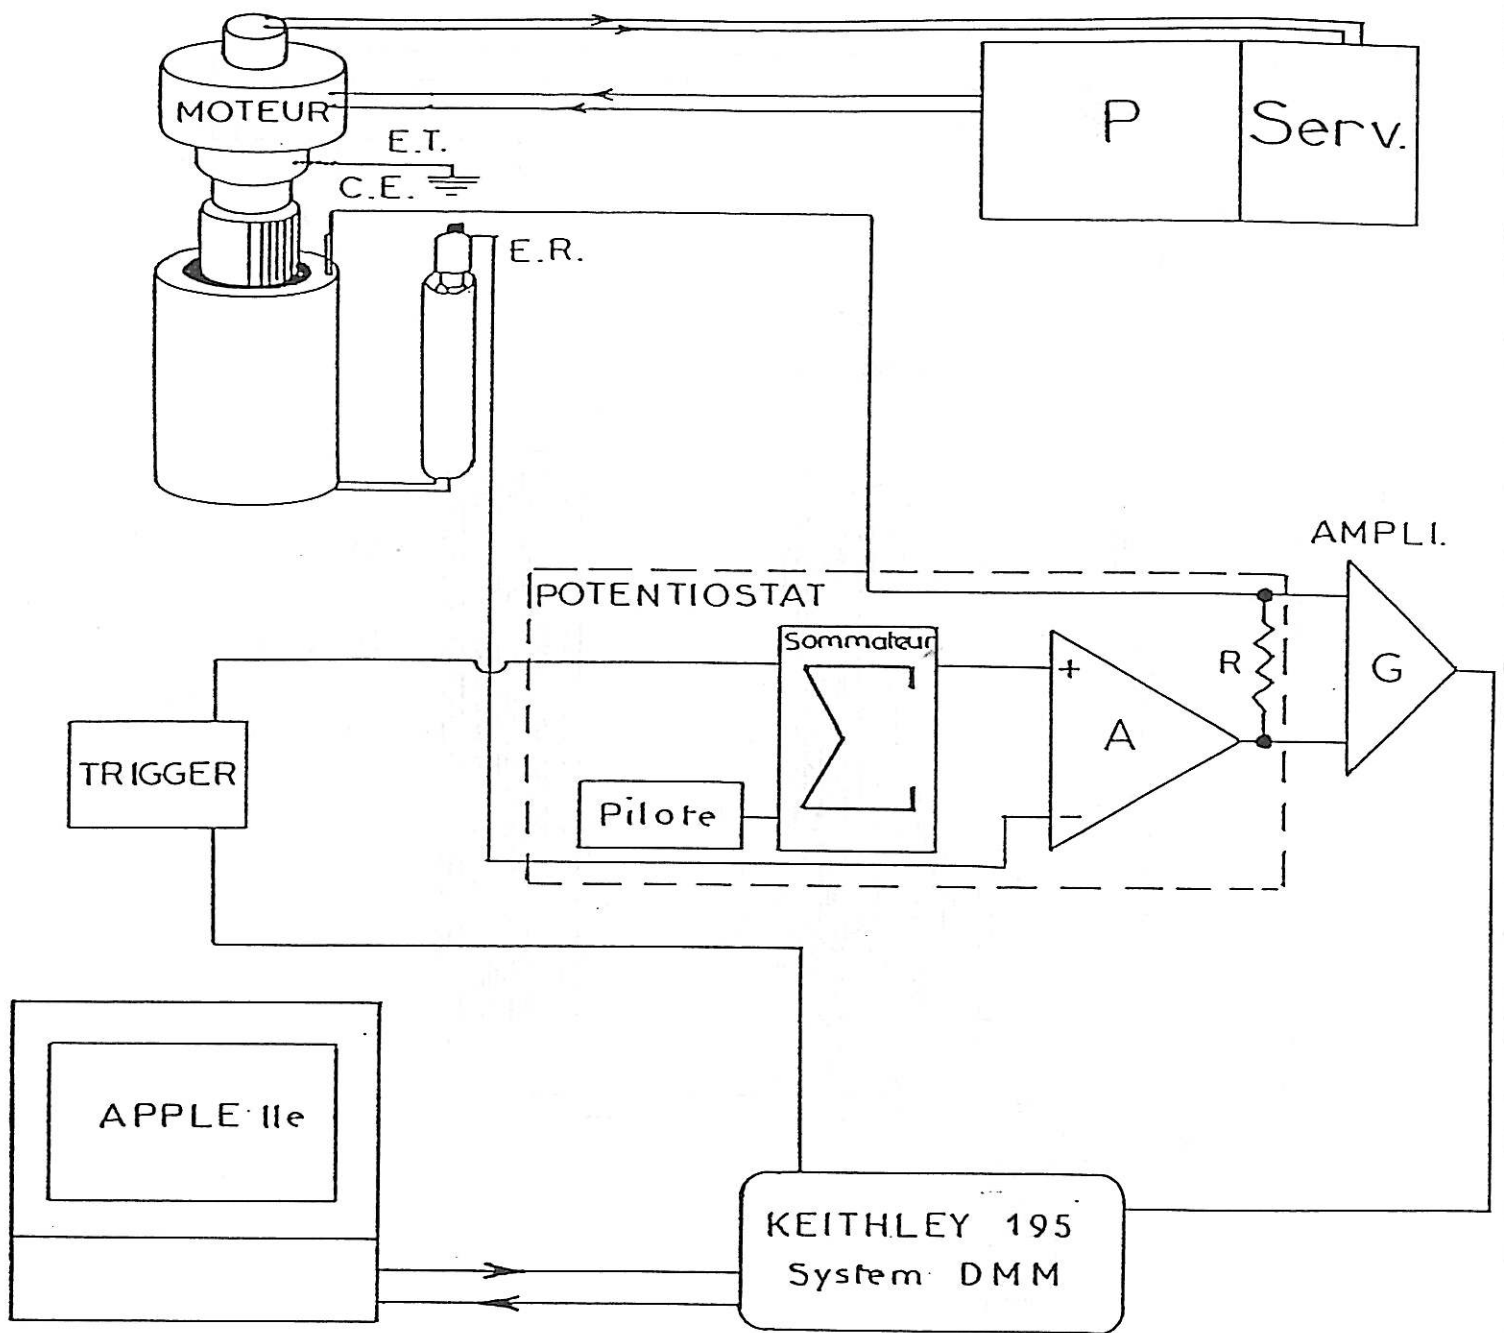 MOTEUR
P
Serv.
E.T.
C.E.
E.R.
AMPLI.
POTENTIOSTAT
Sommateur
+
R
G
A
TRIGGER
Pilote
−
APPLE IIe
KEITHLEY 195
System DMM